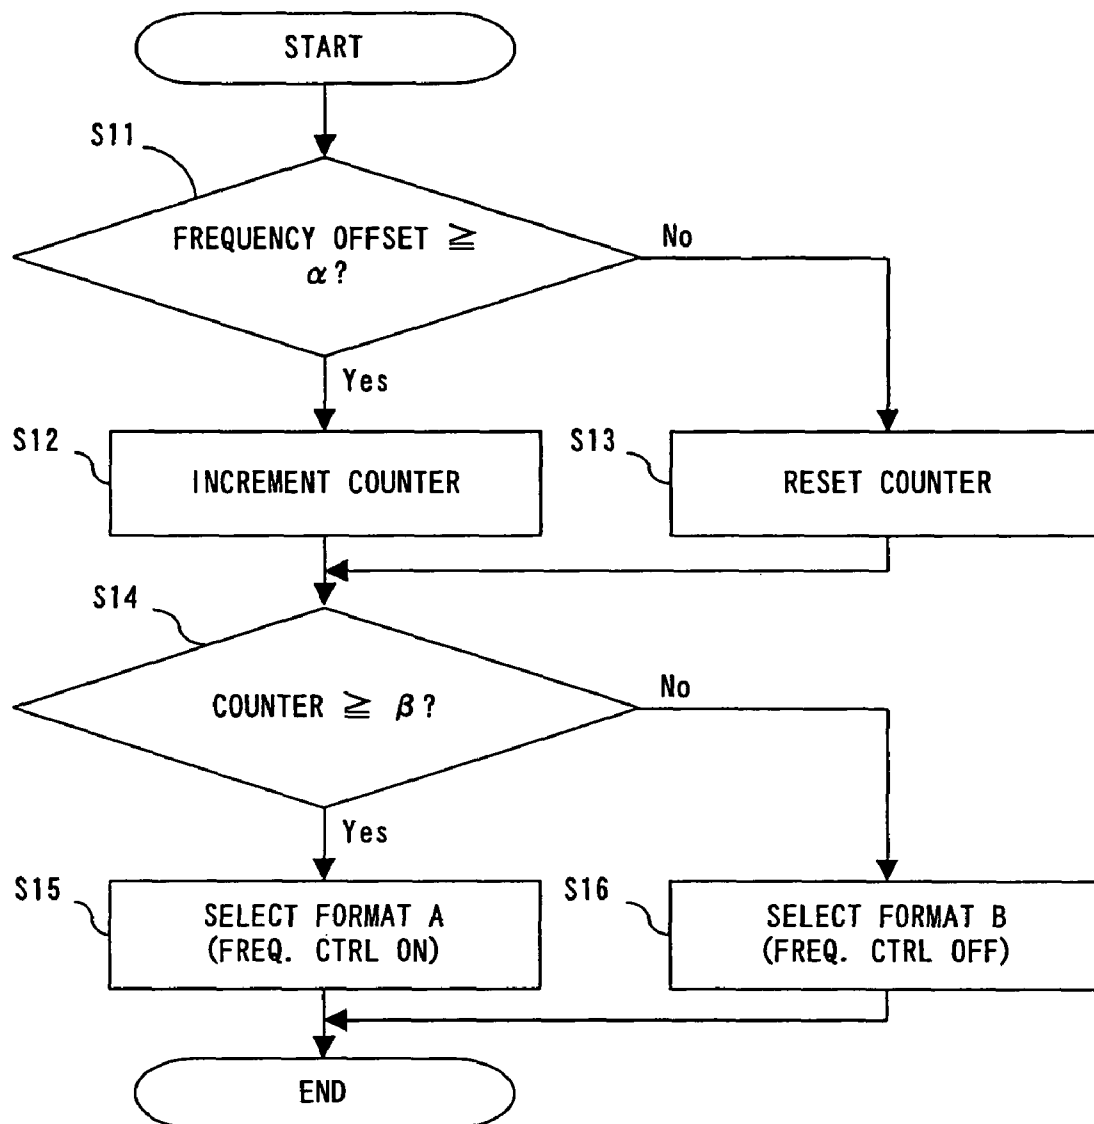 START
S11
FREQUENCY OFFSET ≧
α?
No
Yes
S12
INCREMENT COUNTER
S13
RESET COUNTER
S14
COUNTER ≧ β?
No
Yes
S15
SELECT FORMAT A
(FREQ. CTRL ON)
S16
SELECT FORMAT B
(FREQ. CTRL OFF)
END